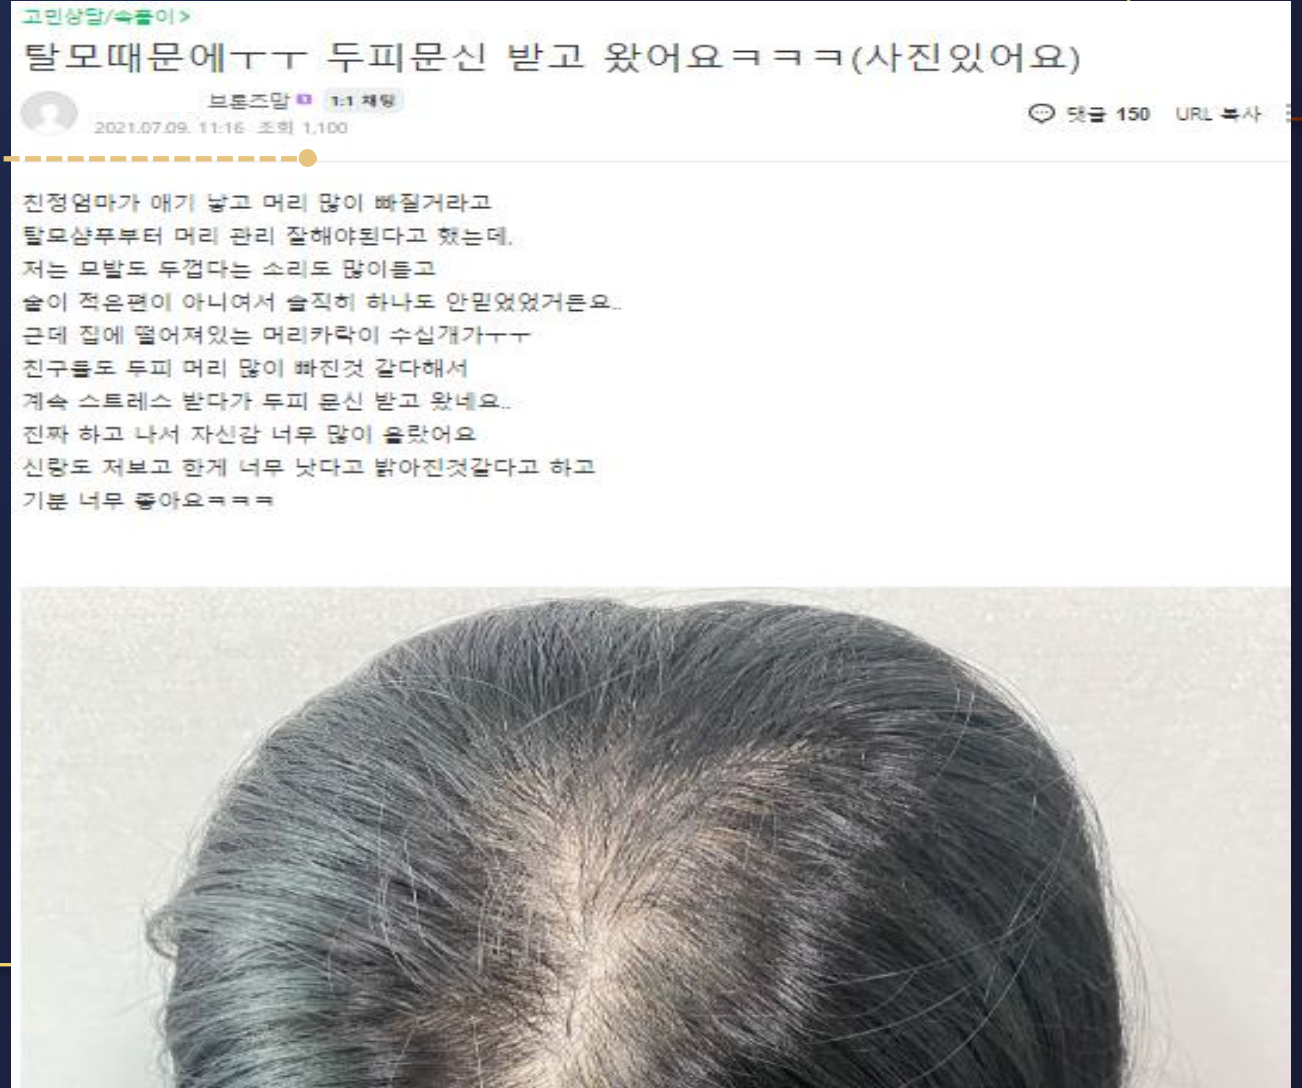 고민상담/속풀이 >
탈모때문에ㅜㅜ 두피문신 받고 왔어요ㅋㅋㅋ(사진있어요)
브론즈맘 1:1 채팅
2021.07.09. 11:16 조회 1,100
댓글 150 URL 복사
친정엄마가 애기 낳고 머리 많이 빠질거라고
탈모샴푸부터 머리 관리 잘해야된다고 했는데,
저는 모발도 두껍다는 소리도 많이듣고
숱이 적은편이 아니여서 솔직히 하나도 안믿었었거든요..
근데 집에 떨어져있는 머리카락이 수십개가ㅜㅜ
친구들도 두피 머리 많이 빠진것 같다해서
계속 스트레스 받다가 두피 문신 받고 왔네요..
진짜 하고 나서 자신감 너무 많이 올랐어요
신랑도 저보고 한게 너무 낫다고 밝아진것같다고 하고
기분 너무 좋아요ㅋㅋㅋ